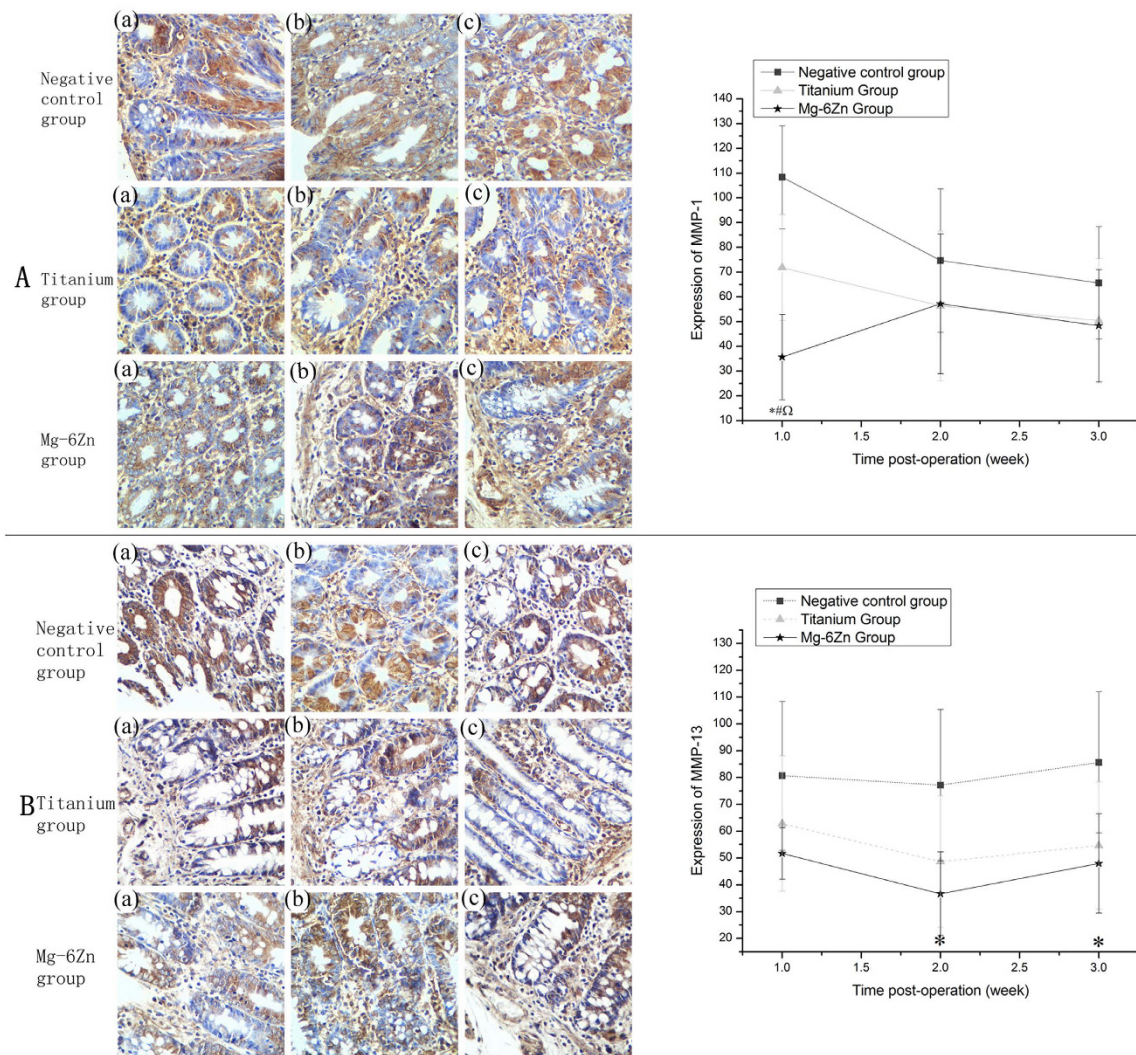 (a) (b) (c)
Negative
control
group
(a) (b) (c)
A Titanium
group
(a) (b) (c)
Mg-6Zn
group
Negative control group
Titanium Group
Mg-6Zn Group
Expression of MMP-1
140
130
120
110
100
90
80
70
60
50
40
30
20
10
*#Ω
1.0 1.5 2.0 2.5 3.0
Time post-operation (week)
(a) (b) (c)
Negative
control
group
(a) (b) (c)
B Titanium
group
(a) (b) (c)
Mg-6Zn
group
Negative control group
Titanium Group
Mg-6Zn Group
Expression of MMP-13
130
120
110
100
90
80
70
60
50
40
30
20
* *
1.0 1.5 2.0 2.5 3.0
Time post-operation (week)